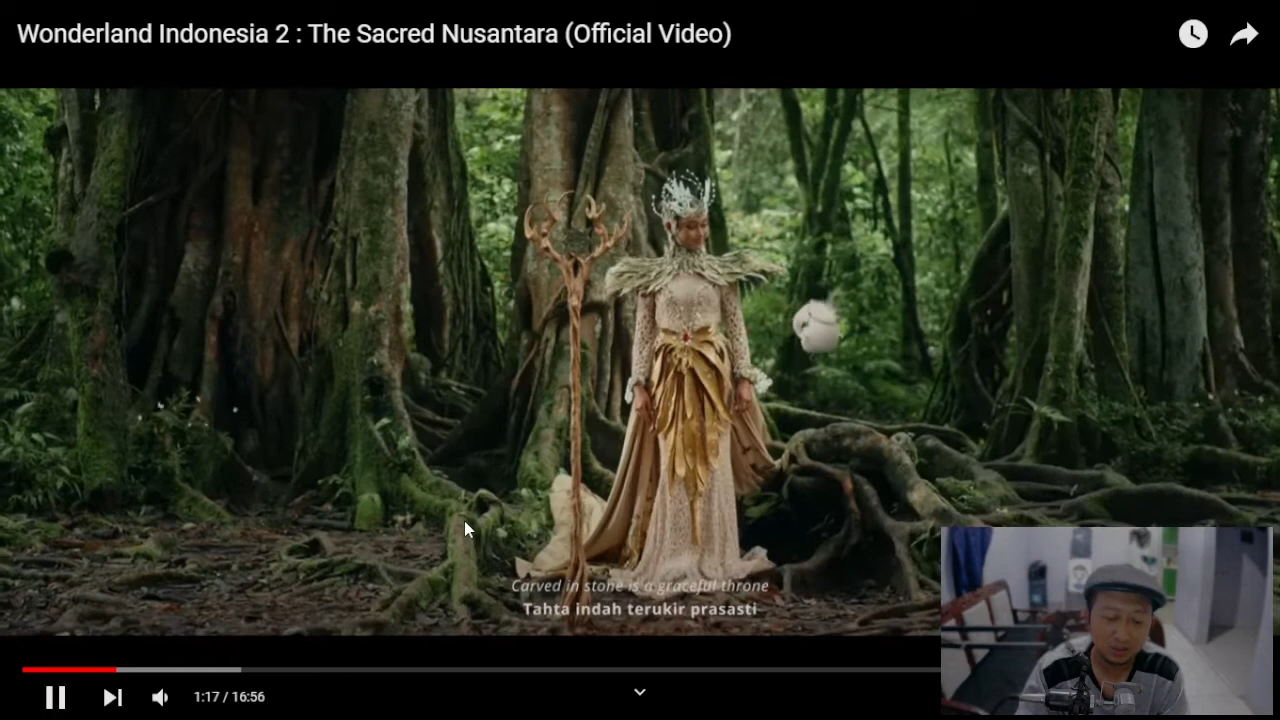 Wonderland Indonesia 2 : The Sacred Nusantara (Official Video)
Carved in stone is a graceful throne
Tahta indah terukir prasasti
1:17 / 16:56